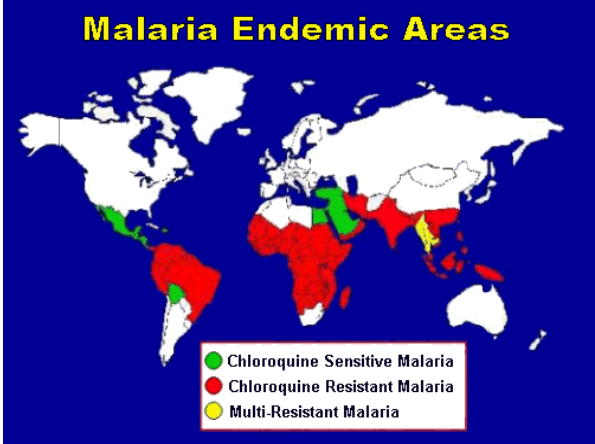 Malaria Endemic Areas
Chloroquine Sensitive Malaria
Chloroquine Resistant Malaria
Multi-Resistant Malaria